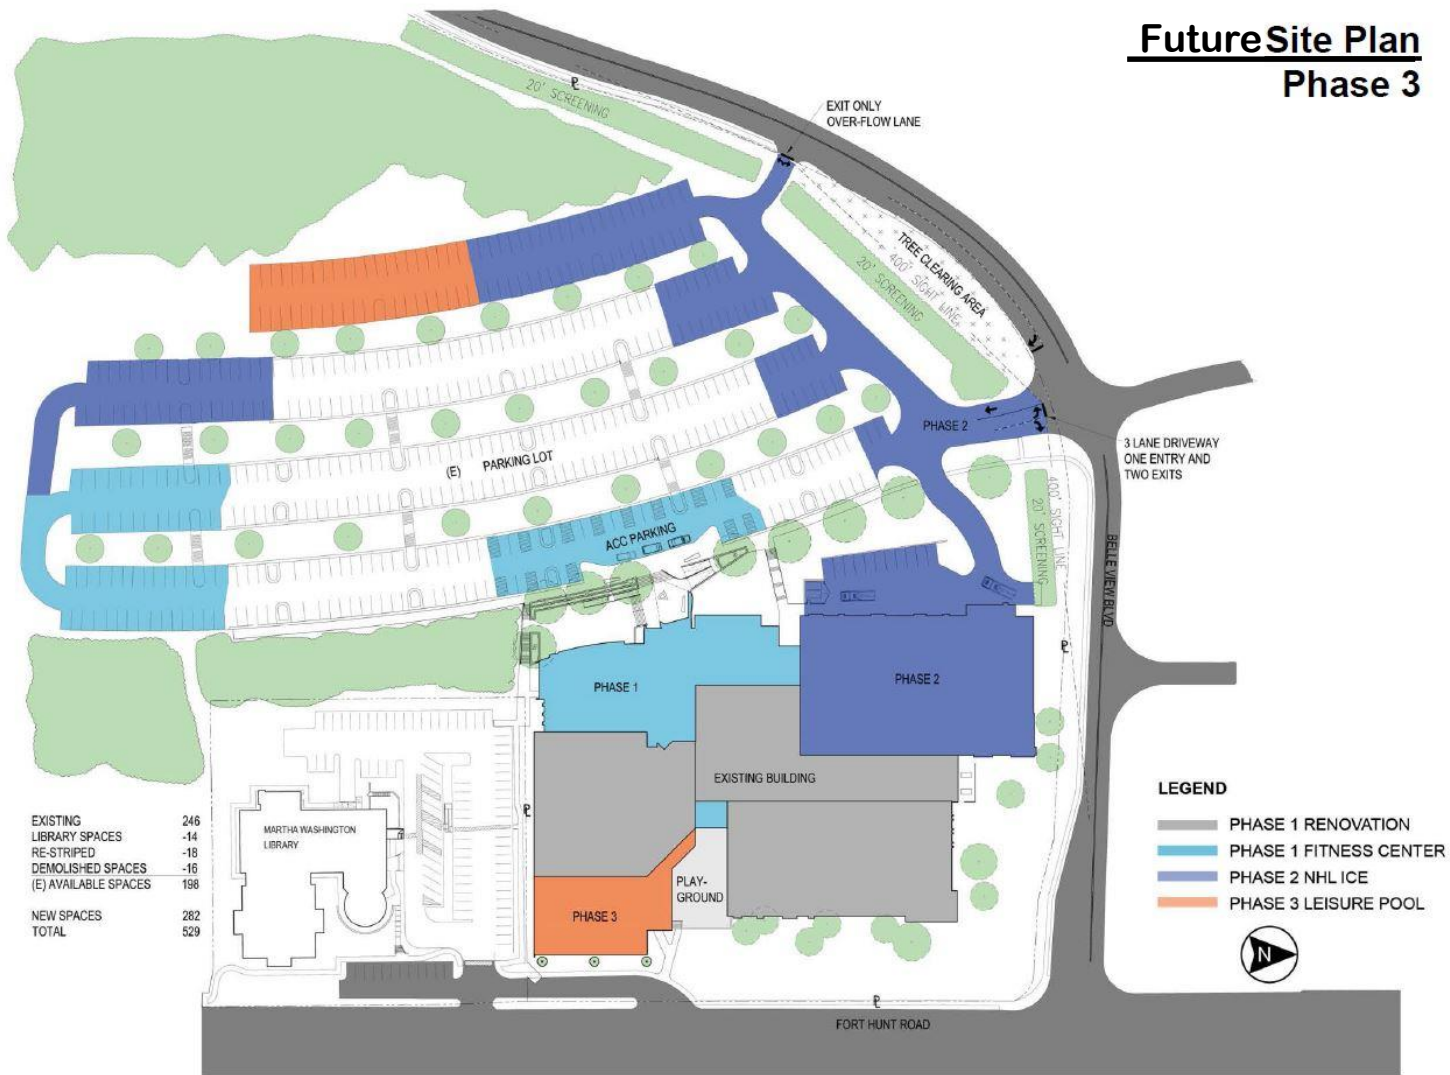 Future Site Plan
Phase 3
EXIT ONLY
OVER-FLOW LANE
20' SCREENING
TREE CLEARING AREA
400' SIGHT LINE
20' SCREENING
PHASE 2
3 LANE DRIVEWAY
ONE ENTRY AND
TWO EXITS
(E) PARKING LOT
ACC PARKING
400' SIGHT LINE
20' SCREENING
BELLE VIEW BLVD
PHASE 1
PHASE 2
EXISTING BUILDING
MARTHA WASHINGTON
LIBRARY
PLAY-
GROUND
PHASE 3
FORT HUNT ROAD
EXISTING 246
LIBRARY SPACES -14
RE-STRIPED -18
DEMOLISHED SPACES -16
(E) AVAILABLE SPACES 198
NEW SPACES 282
TOTAL 529
LEGEND
PHASE 1 RENOVATION
PHASE 1 FITNESS CENTER
PHASE 2 NHL ICE
PHASE 3 LEISURE POOL
N